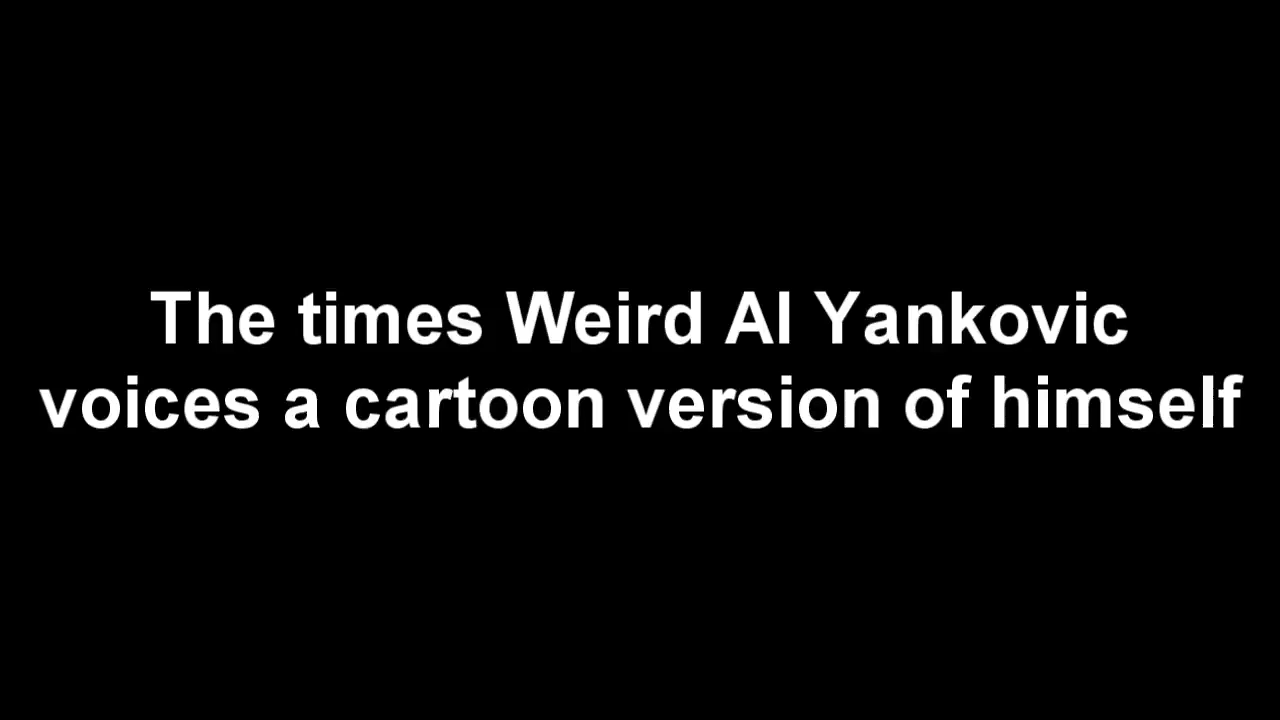 The times Weird Al Yankovic
voices a cartoon version of himself